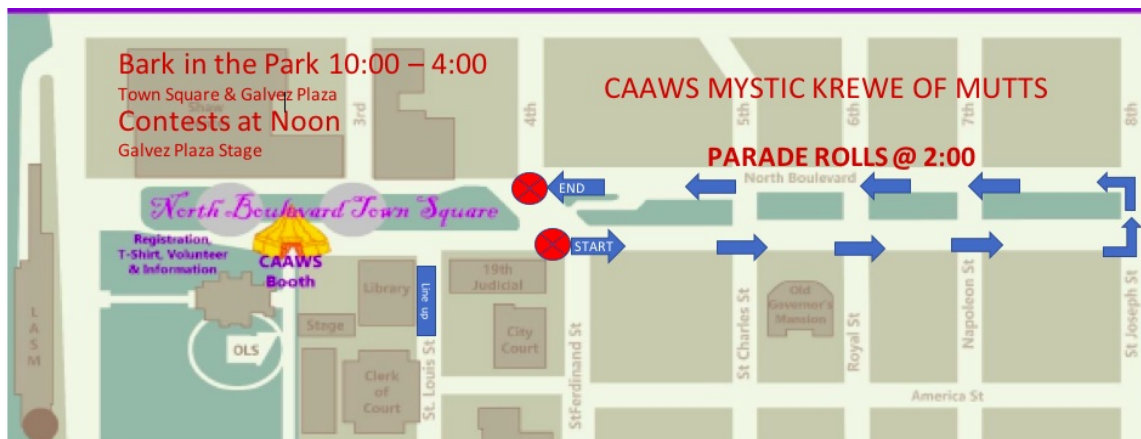 Bark in the Park 10:00 – 4:00
Town Square & Galvez Plaza
Shaw
Contests at Noon
Galvez Plaza Stage
3rd
4th
CAAWS MYSTIC KREWE OF MUTTS
5th
6th
7th
8th
PARADE ROLLS @ 2:00
North Boulevard
END
North Boulevard Town Square
START
Registration,
T-Shirt, Volunteer
& Information
CAAWS
Booth
LASM
OLS
Stage
Library
Line up
Clerk
of
Court
St. Louis St
19th
Judicial
City
Court
StFerdinand St
St Charles St
Old
Governor's
Mansion
Royal St
Napoleon St
St Joseph St
America St